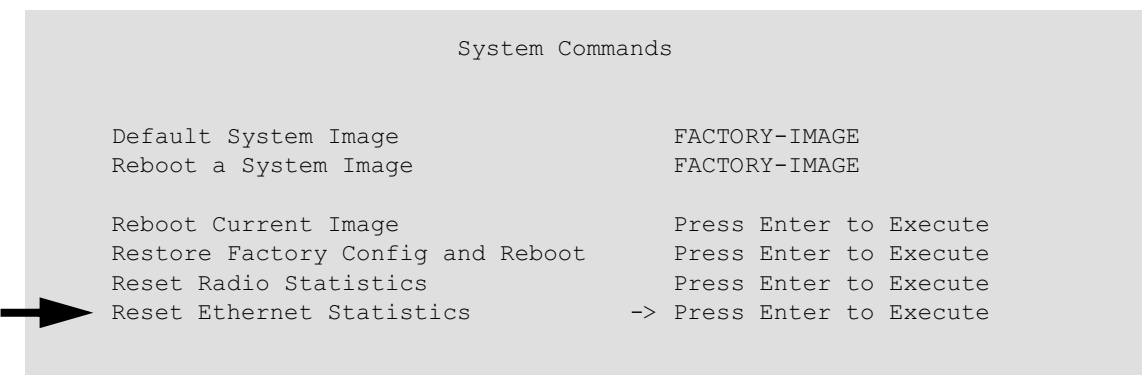 System Commands
Default System Image FACTORY-IMAGE
Reboot a System Image FACTORY-IMAGE
Reboot Current Image Press Enter to Execute
Restore Factory Config and Reboot Press Enter to Execute
Reset Radio Statistics Press Enter to Execute
Reset Ethernet Statistics -> Press Enter to Execute